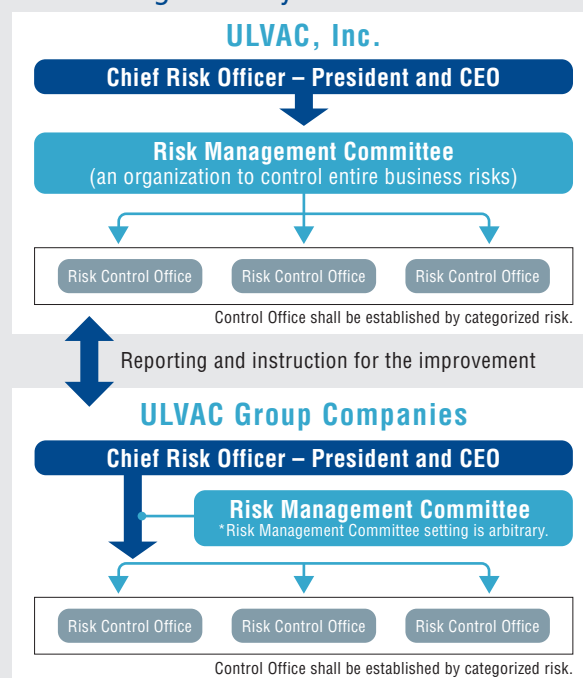 ULVAC, Inc.
Chief Risk Officer – President and CEO
Risk Management Committee
(an organization to control entire business risks)
Risk Control Office
Risk Control Office
Risk Control Office
Control Office shall be established by categorized risk.
Reporting and instruction for the improvement
ULVAC Group Companies
Chief Risk Officer – President and CEO
Risk Management Committee
*Risk Management Committee setting is arbitrary.
Risk Control Office
Risk Control Office
Risk Control Office
Control Office shall be established by categorized risk.